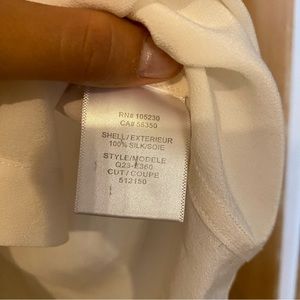 RN# 105230
CA# 55350
SHELL/EXTERIEUR
100% SILK/SOIE
STYLE/MODELE
Q23-E360
CUT/COUPE
512150